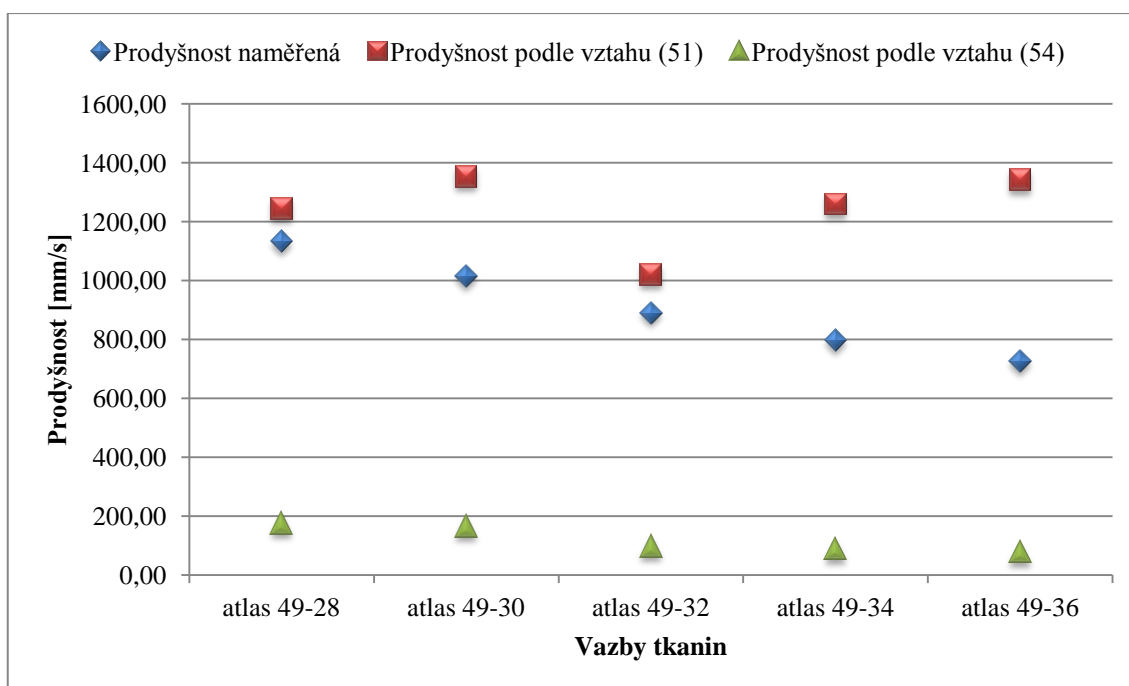 Prodyšnost naměřená Prodyšnost podle vztahu (51) Prodyšnost podle vztahu (54)
1600,00
1400,00
1200,00
1000,00
800,00
600,00
400,00
200,00
0,00
Prodyšnost [mm/s]
atlas 49-28 atlas 49-30 atlas 49-32 atlas 49-34 atlas 49-36
Vazby tkanin